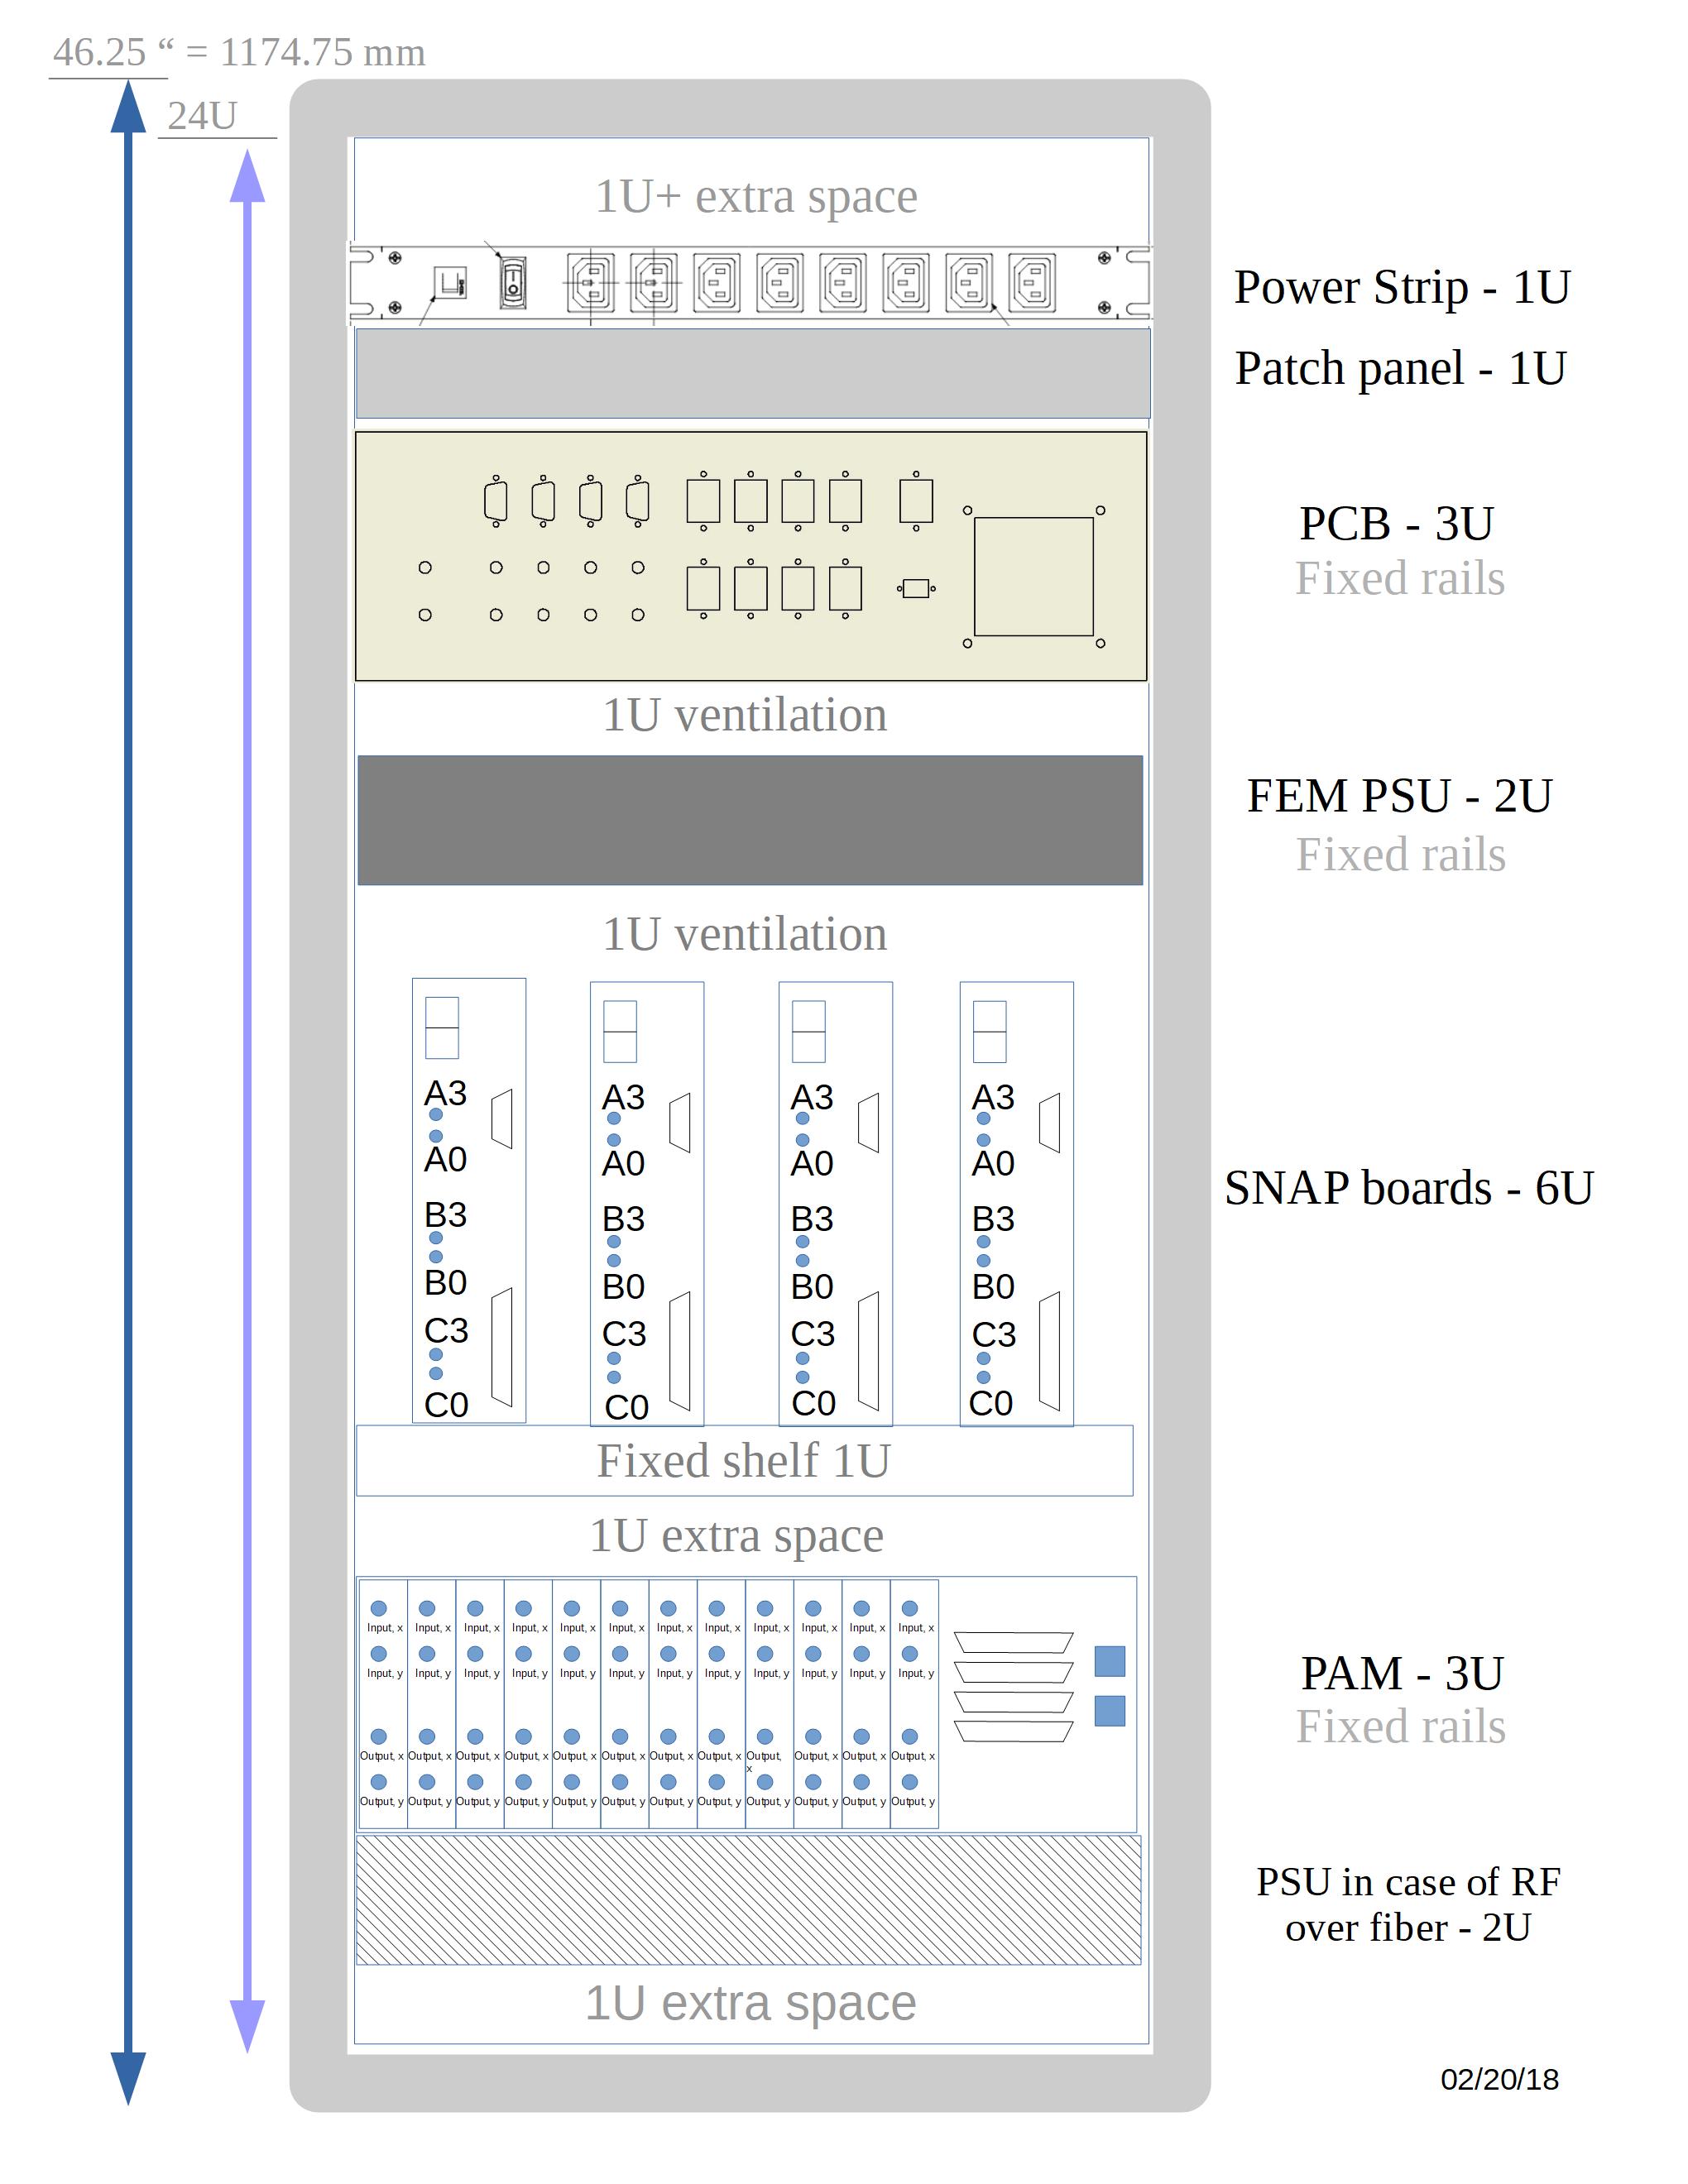 46.25 “ = 1174.75 mm
24U
1U+ extra space
Power Strip - 1U
Patch panel - 1U
PCB - 3U
Fixed rails
1U ventilation
FEM PSU - 2U
Fixed rails
1U ventilation
A3 A3 A3 A3
A0 A0 A0 A0
SNAP boards - 6U
B3 B3 B3 B3
B0 B0 B0 B0
C3 C3 C3 C3
C0 C0 C0 C0
Fixed shelf 1U
1U extra space
Input, x Input, x Input, x Input, x Input, x Input, x Input, x Input, x Input, x Input, x Input, x Input, x
Input, y Input, y Input, y Input, y Input, y Input, y Input, y Input, y Input, y Input, y Input, y Input, y
PAM - 3U
Fixed rails
Output, x Output, x Output, x Output, x Output, x Output, x Output, x Output, x Output, Output, x Output, x Output, x
x
Output, y Output, y Output, y Output, y Output, y Output, y Output, y Output, y Output, y Output, y Output, y Output, y
PSU in case of RF
over fiber - 2U
1U extra space
02/20/18